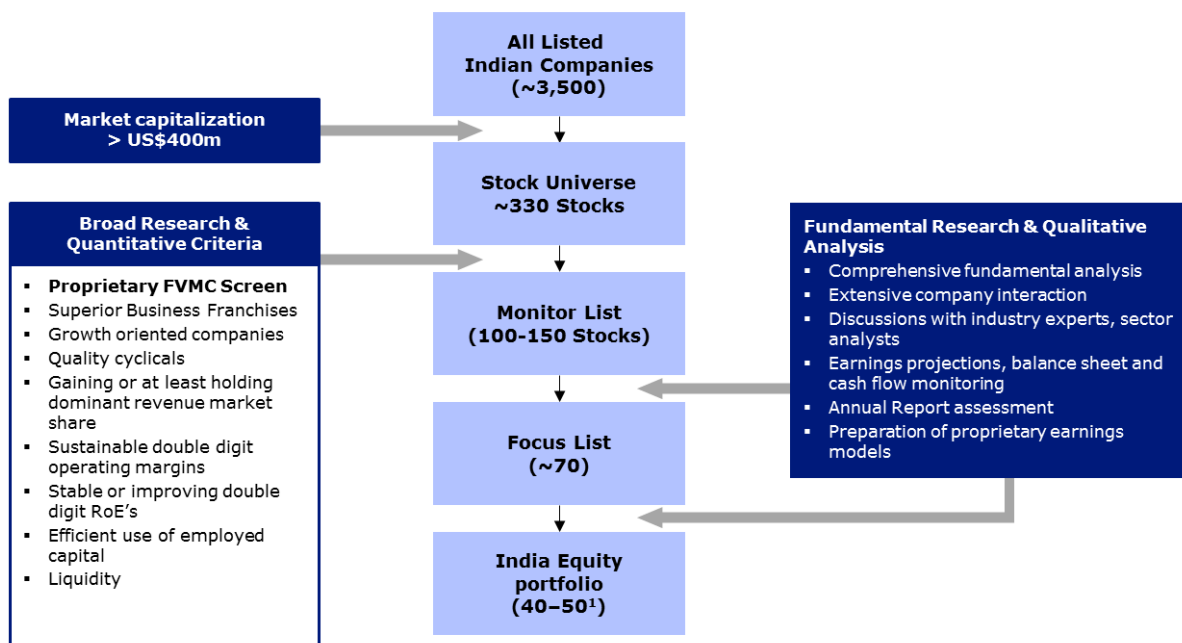 All Listed
Indian Companies
(~3,500)
Market capitalization
> US$400m
Stock Universe
~330 Stocks
Broad Research &
Quantitative Criteria
▪ Proprietary FVMC Screen
▪ Superior Business Franchises
▪ Growth oriented companies
▪ Quality cyclicals
▪ Gaining or at least holding
dominant revenue market
share
▪ Sustainable double digit
operating margins
▪ Stable or improving double
digit RoE's
▪ Efficient use of employed
capital
▪ Liquidity
Monitor List
(100-150 Stocks)
Fundamental Research & Qualitative
Analysis
▪ Comprehensive fundamental analysis
▪ Extensive company interaction
▪ Discussions with industry experts, sector
analysts
▪ Earnings projections, balance sheet and
cash flow monitoring
▪ Annual Report assessment
▪ Preparation of proprietary earnings
models
Focus List
(~70)
India Equity
portfolio
(40–50¹)